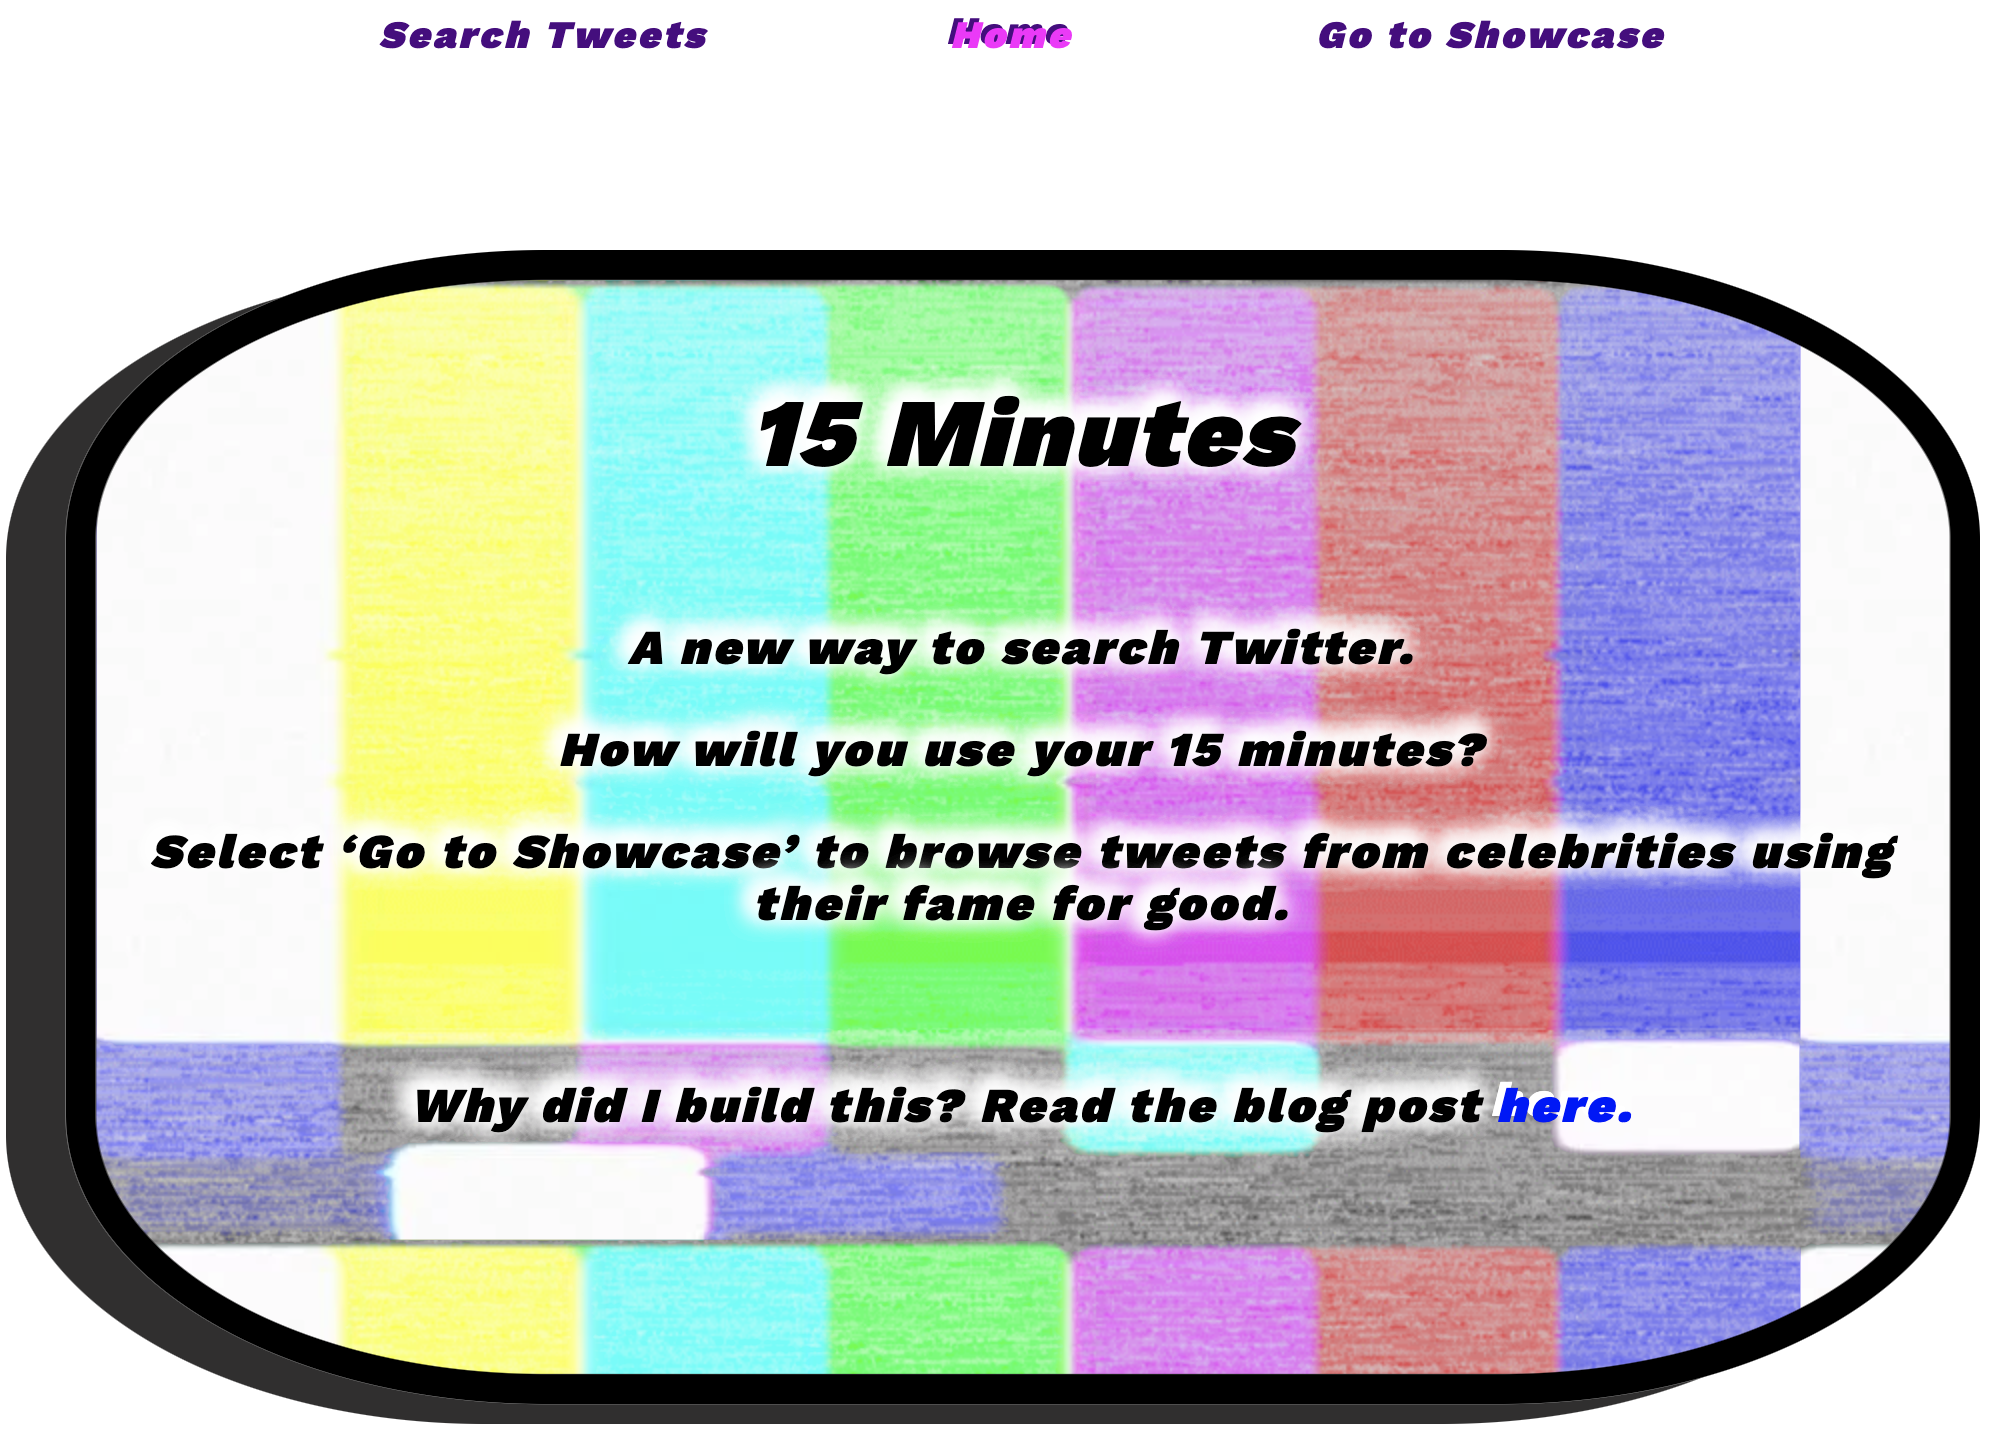 Search Tweets Home Go to Showcase
15 Minutes
A new way to search Twitter.
How will you use your 15 minutes?
Select ‘Go to Showcase’ to browse tweets from celebrities using
their fame for good.
Why did I build this? Read the blog post here.